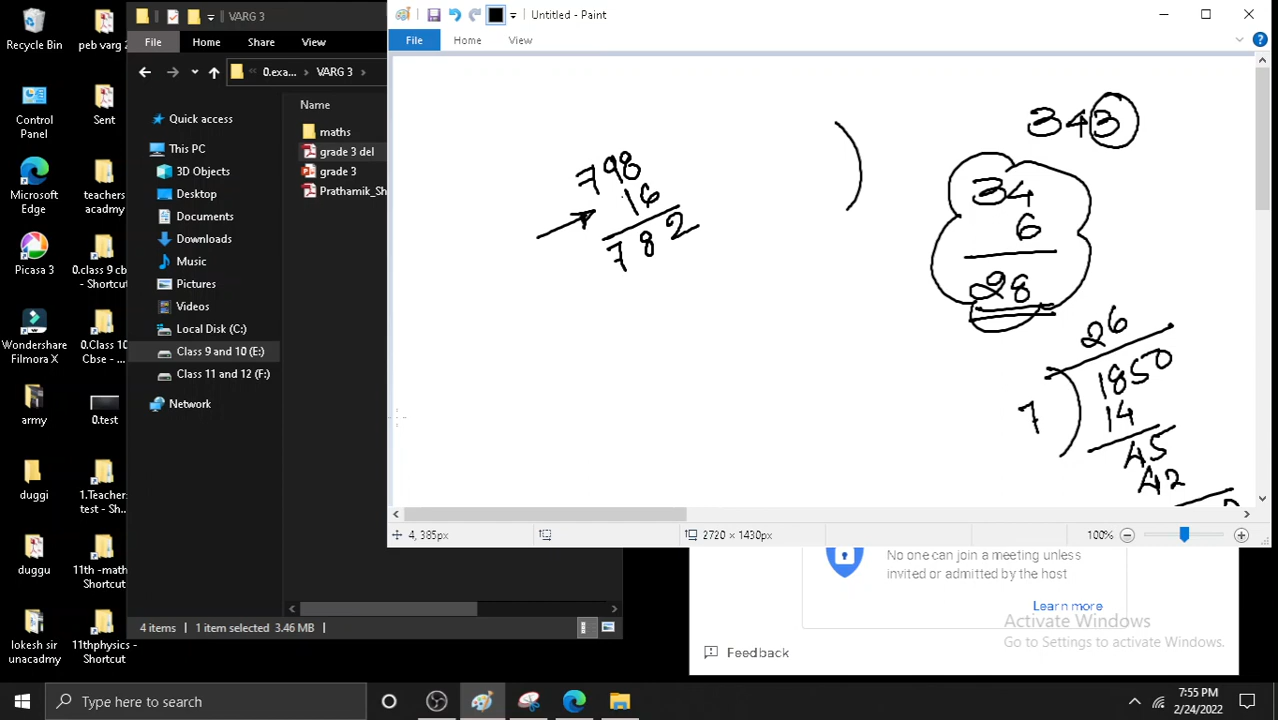 Recycle Bin
peb varg 2
Control Panel
Sent
Microsoft Edge
teachers acadmy
Picasa 3
0.class 9 cb... - Shortcut
Wondershare Filmora X
0.Class 10 Cbse - ...
army
0.test
duggi
1.Teacher... test - Sh...
duggu
11th -math - Shortcut
lokesh sir unacadmy
11thphysics - Shortcut
VARG 3
File Home Share View
« 0.exa... > VARG 3 >
Quick access
This PC
3D Objects
Desktop
Documents
Downloads
Music
Pictures
Videos
Local Disk (C:)
Class 9 and 10 (E:)
Class 11 and 12 (F:)
Network
Name
maths
grade 3 del
grade 3
Prathamik_Sh
4 items 1 item selected 3.46 MB
Untitled - Paint
File Home View
798
16
782
)
343
34
6
28
26
7 ) 1850
14
45
42
4, 385px 2720 × 1430px 100%
No one can join a meeting unless
invited or admitted by the host
Learn more
Feedback
Activate Windows
Go to Settings to activate Windows.
Type here to search
7:55 PM
2/24/2022